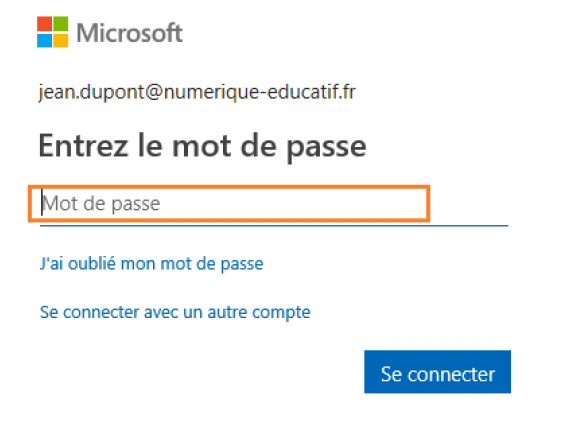 Microsoft
jean.dupont@numerique-educatif.fr
Entrez le mot de passe
Mot de passe
J'ai oublié mon mot de passe
Se connecter avec un autre compte
Se connecter